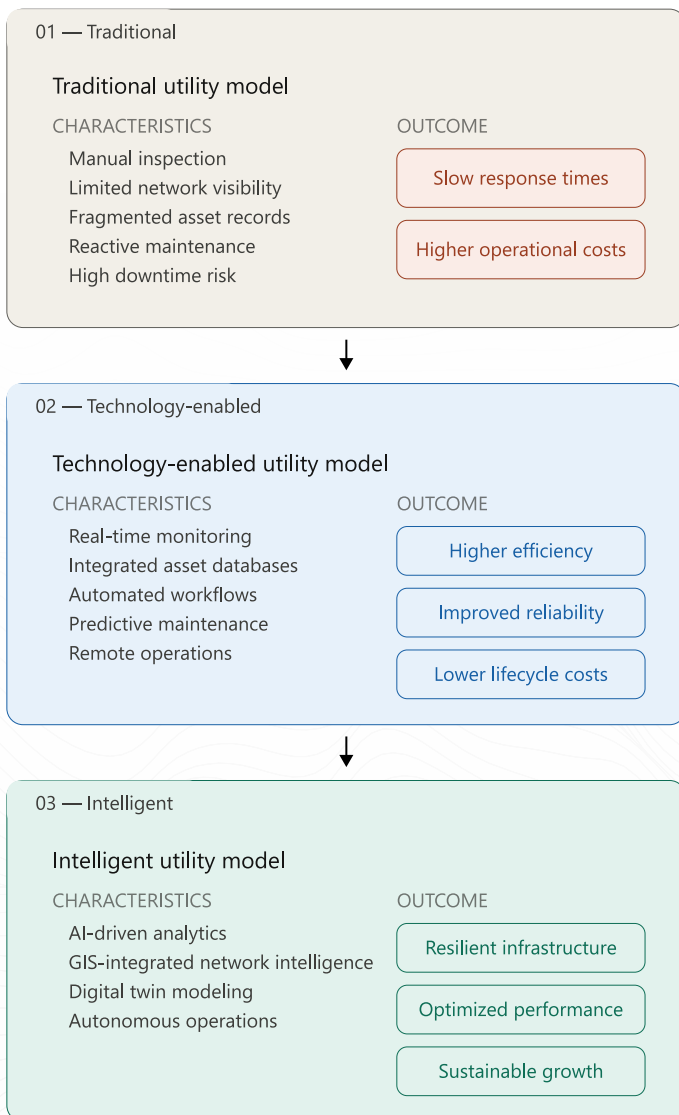 01 — Traditional
Traditional utility model
CHARACTERISTICS
Manual inspection
Limited network visibility
Fragmented asset records
Reactive maintenance
High downtime risk
OUTCOME
Slow response times
Higher operational costs
02 — Technology-enabled
Technology-enabled utility model
CHARACTERISTICS
Real-time monitoring
Integrated asset databases
Automated workflows
Predictive maintenance
Remote operations
OUTCOME
Higher efficiency
Improved reliability
Lower lifecycle costs
03 — Intelligent
Intelligent utility model
CHARACTERISTICS
AI-driven analytics
GIS-integrated network intelligence
Digital twin modeling
Autonomous operations
OUTCOME
Resilient infrastructure
Optimized performance
Sustainable growth